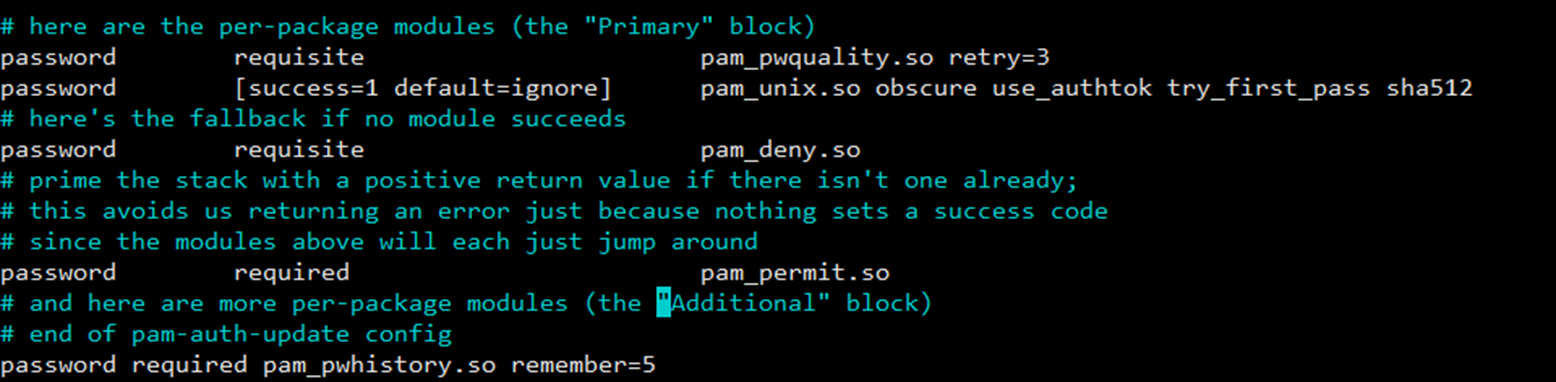 # here are the per-package modules (the "Primary" block)
password        requisite                       pam_pwquality.so retry=3
password        [success=1 default=ignore]      pam_unix.so obscure use_authtok try_first_pass sha512
# here's the fallback if no module succeeds
password        requisite                       pam_deny.so
# prime the stack with a positive return value if there isn't one already;
# this avoids us returning an error just because nothing sets a success code
# since the modules above will each just jump around
password        required                        pam_permit.so
# and here are more per-package modules (the "Additional" block)
# end of pam-auth-update config
password required pam_pwhistory.so remember=5